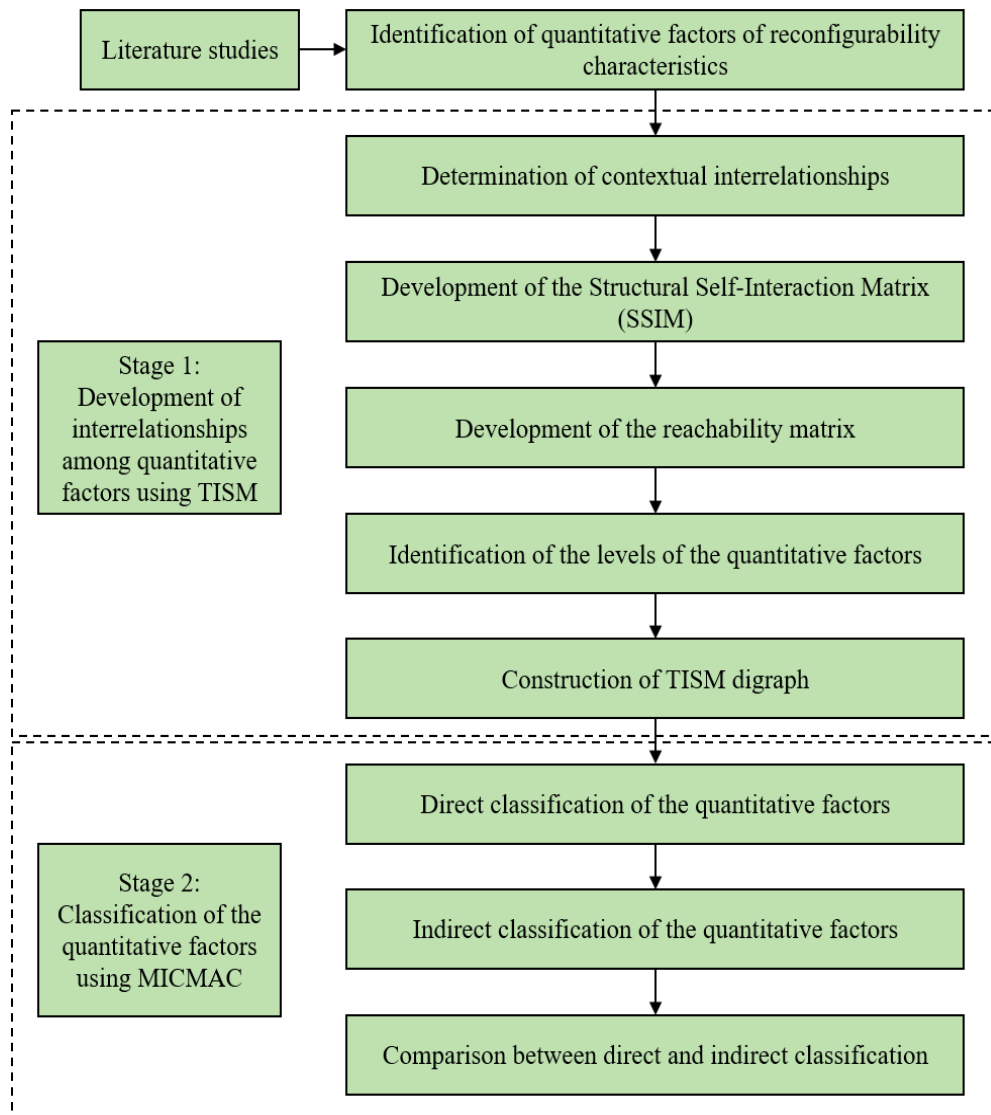 Literature studies
Identification of quantitative factors of reconfigurability
characteristics
Determination of contextual interrelationships
Development of the Structural Self-Interaction Matrix
(SSIM)
Stage 1:
Development of
interrelationships
among quantitative
factors using TISM
Development of the reachability matrix
Identification of the levels of the quantitative factors
Construction of TISM digraph
Direct classification of the quantitative factors
Stage 2:
Classification of the
quantitative factors
using MICMAC
Indirect classification of the quantitative factors
Comparison between direct and indirect classification